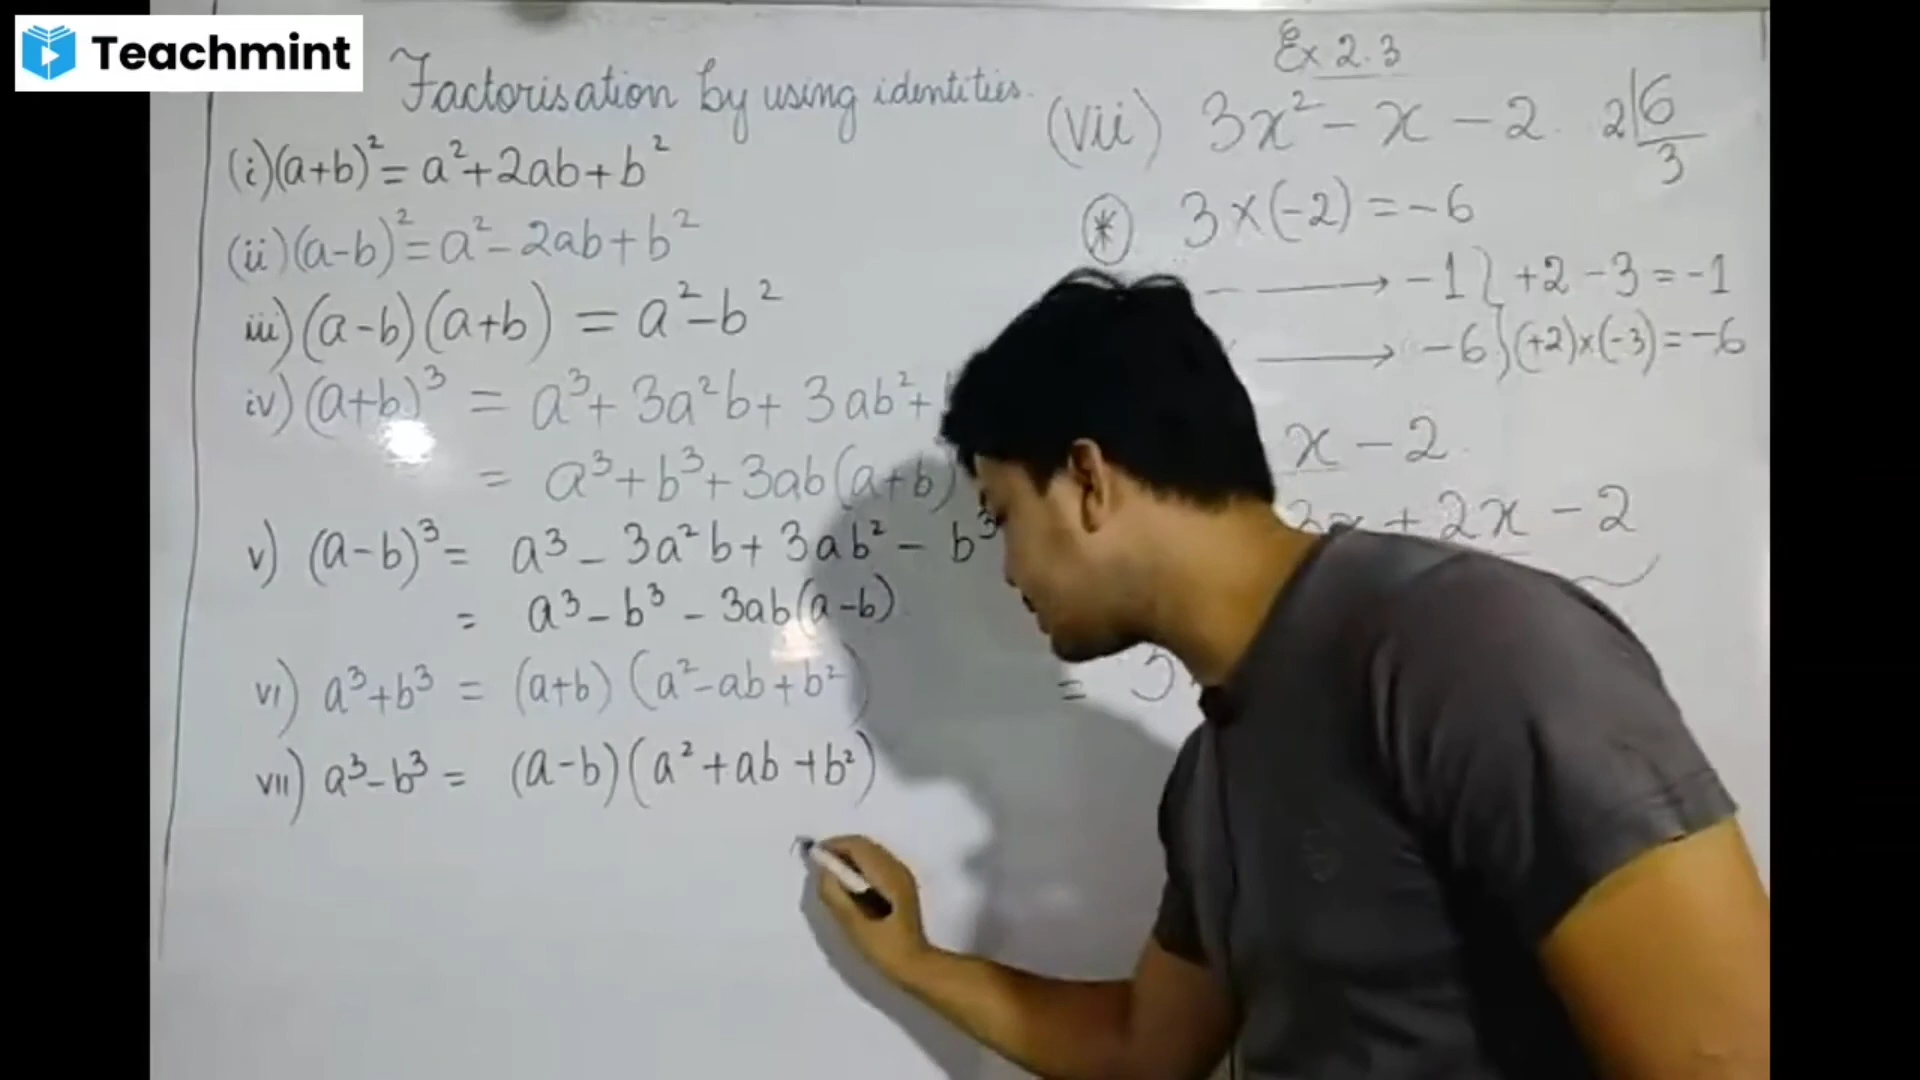 Teachmint
Factorisation by using identities.
(i) (a+b)² = a²+2ab+b²
(ii) (a-b)² = a²-2ab+b²
iii) (a-b)(a+b) = a²-b²
iv) (a+b)³ = a³+3a²b+3ab²+
= a³+b³+3ab(a+b)
v) (a-b)³ = a³-3a²b+3ab²-b³
= a³-b³-3ab(a-b)
vi) a³+b³ = (a+b)(a²-ab+b²)
vii) a³-b³ = (a-b)(a²+ab+b²)
Ex 2.3
(vii) 3x²-x-2. 2|6
3
* 3×(-2)=-6
→ -1} +2-3=-1
→ -6} (+2)×(-3)=-6
x-2.
+2x-2
= 3